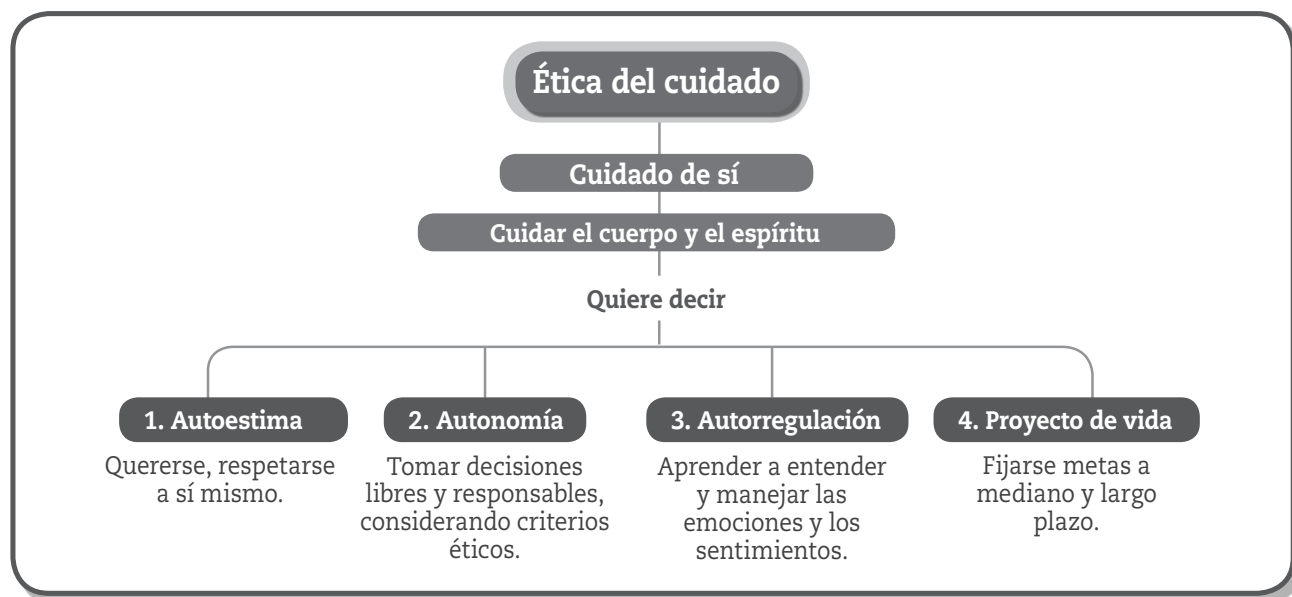 Ética del cuidado
Cuidado de sí
Cuidar el cuerpo y el espíritu
Quiere decir
1. Autoestima
Quererse, respetarse
a sí mismo.
2. Autonomía
Tomar decisiones
libres y responsables,
considerando criterios
éticos.
3. Autorregulación
Aprender a entender
y manejar las
emociones y los
sentimientos.
4. Proyecto de vida
Fijarse metas a
mediano y largo
plazo.